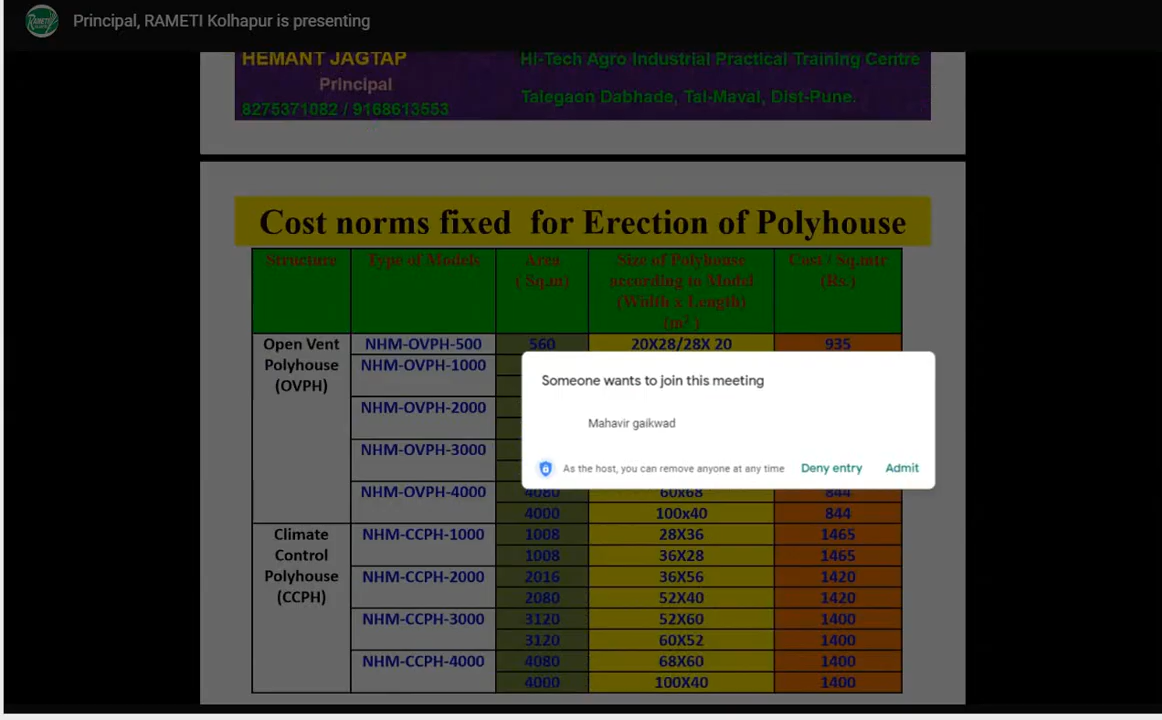 Principal, RAMETI Kolhapur is presenting
HEMANT JAGTAP
Hi-Tech Agro Industrial Practical Training Centre
Principal
Talegaon Dabhade, Tal-Maval, Dist-Pune.
8275371082 / 9168613553
Cost norms fixed for Erection of Polyhouse
Structure Type of Models Area ( Sq.m) Size of Polyhouse according to Model (Width x Length) (m² ) Cost / Sq.mtr (Rs.)
Open Vent Polyhouse (OVPH) NHM-OVPH-500 560 20X28/28X 20 935
NHM-OVPH-1000
NHM-OVPH-2000
NHM-OVPH-3000
NHM-OVPH-4000 4080 60x68 844
4000 100x40 844
Climate Control Polyhouse (CCPH) NHM-CCPH-1000 1008 28X36 1465
1008 36X28 1465
NHM-CCPH-2000 2016 36X56 1420
2080 52X40 1420
NHM-CCPH-3000 3120 52X60 1400
3120 60X52 1400
NHM-CCPH-4000 4080 68X60 1400
4000 100X40 1400
Someone wants to join this meeting
Mahavir gaikwad
As the host, you can remove anyone at any time
Deny entry Admit